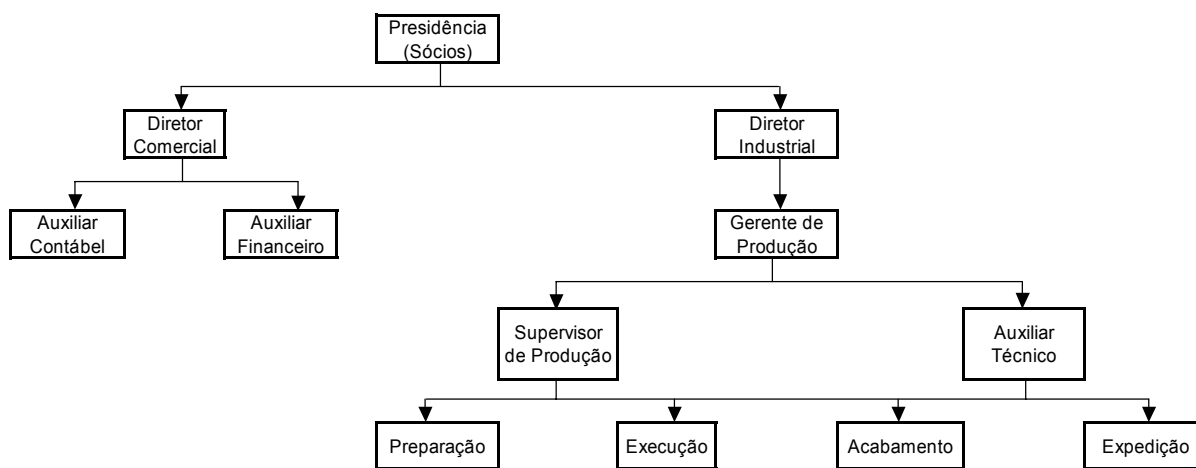 Presidência
(Sócios)
Diretor
Comercial
Diretor
Industrial
Auxiliar
Contábel
Auxiliar
Financeiro
Gerente de
Produção
Supervisor
de Produção
Auxiliar
Técnico
Preparação
Execução
Acabamento
Expedição